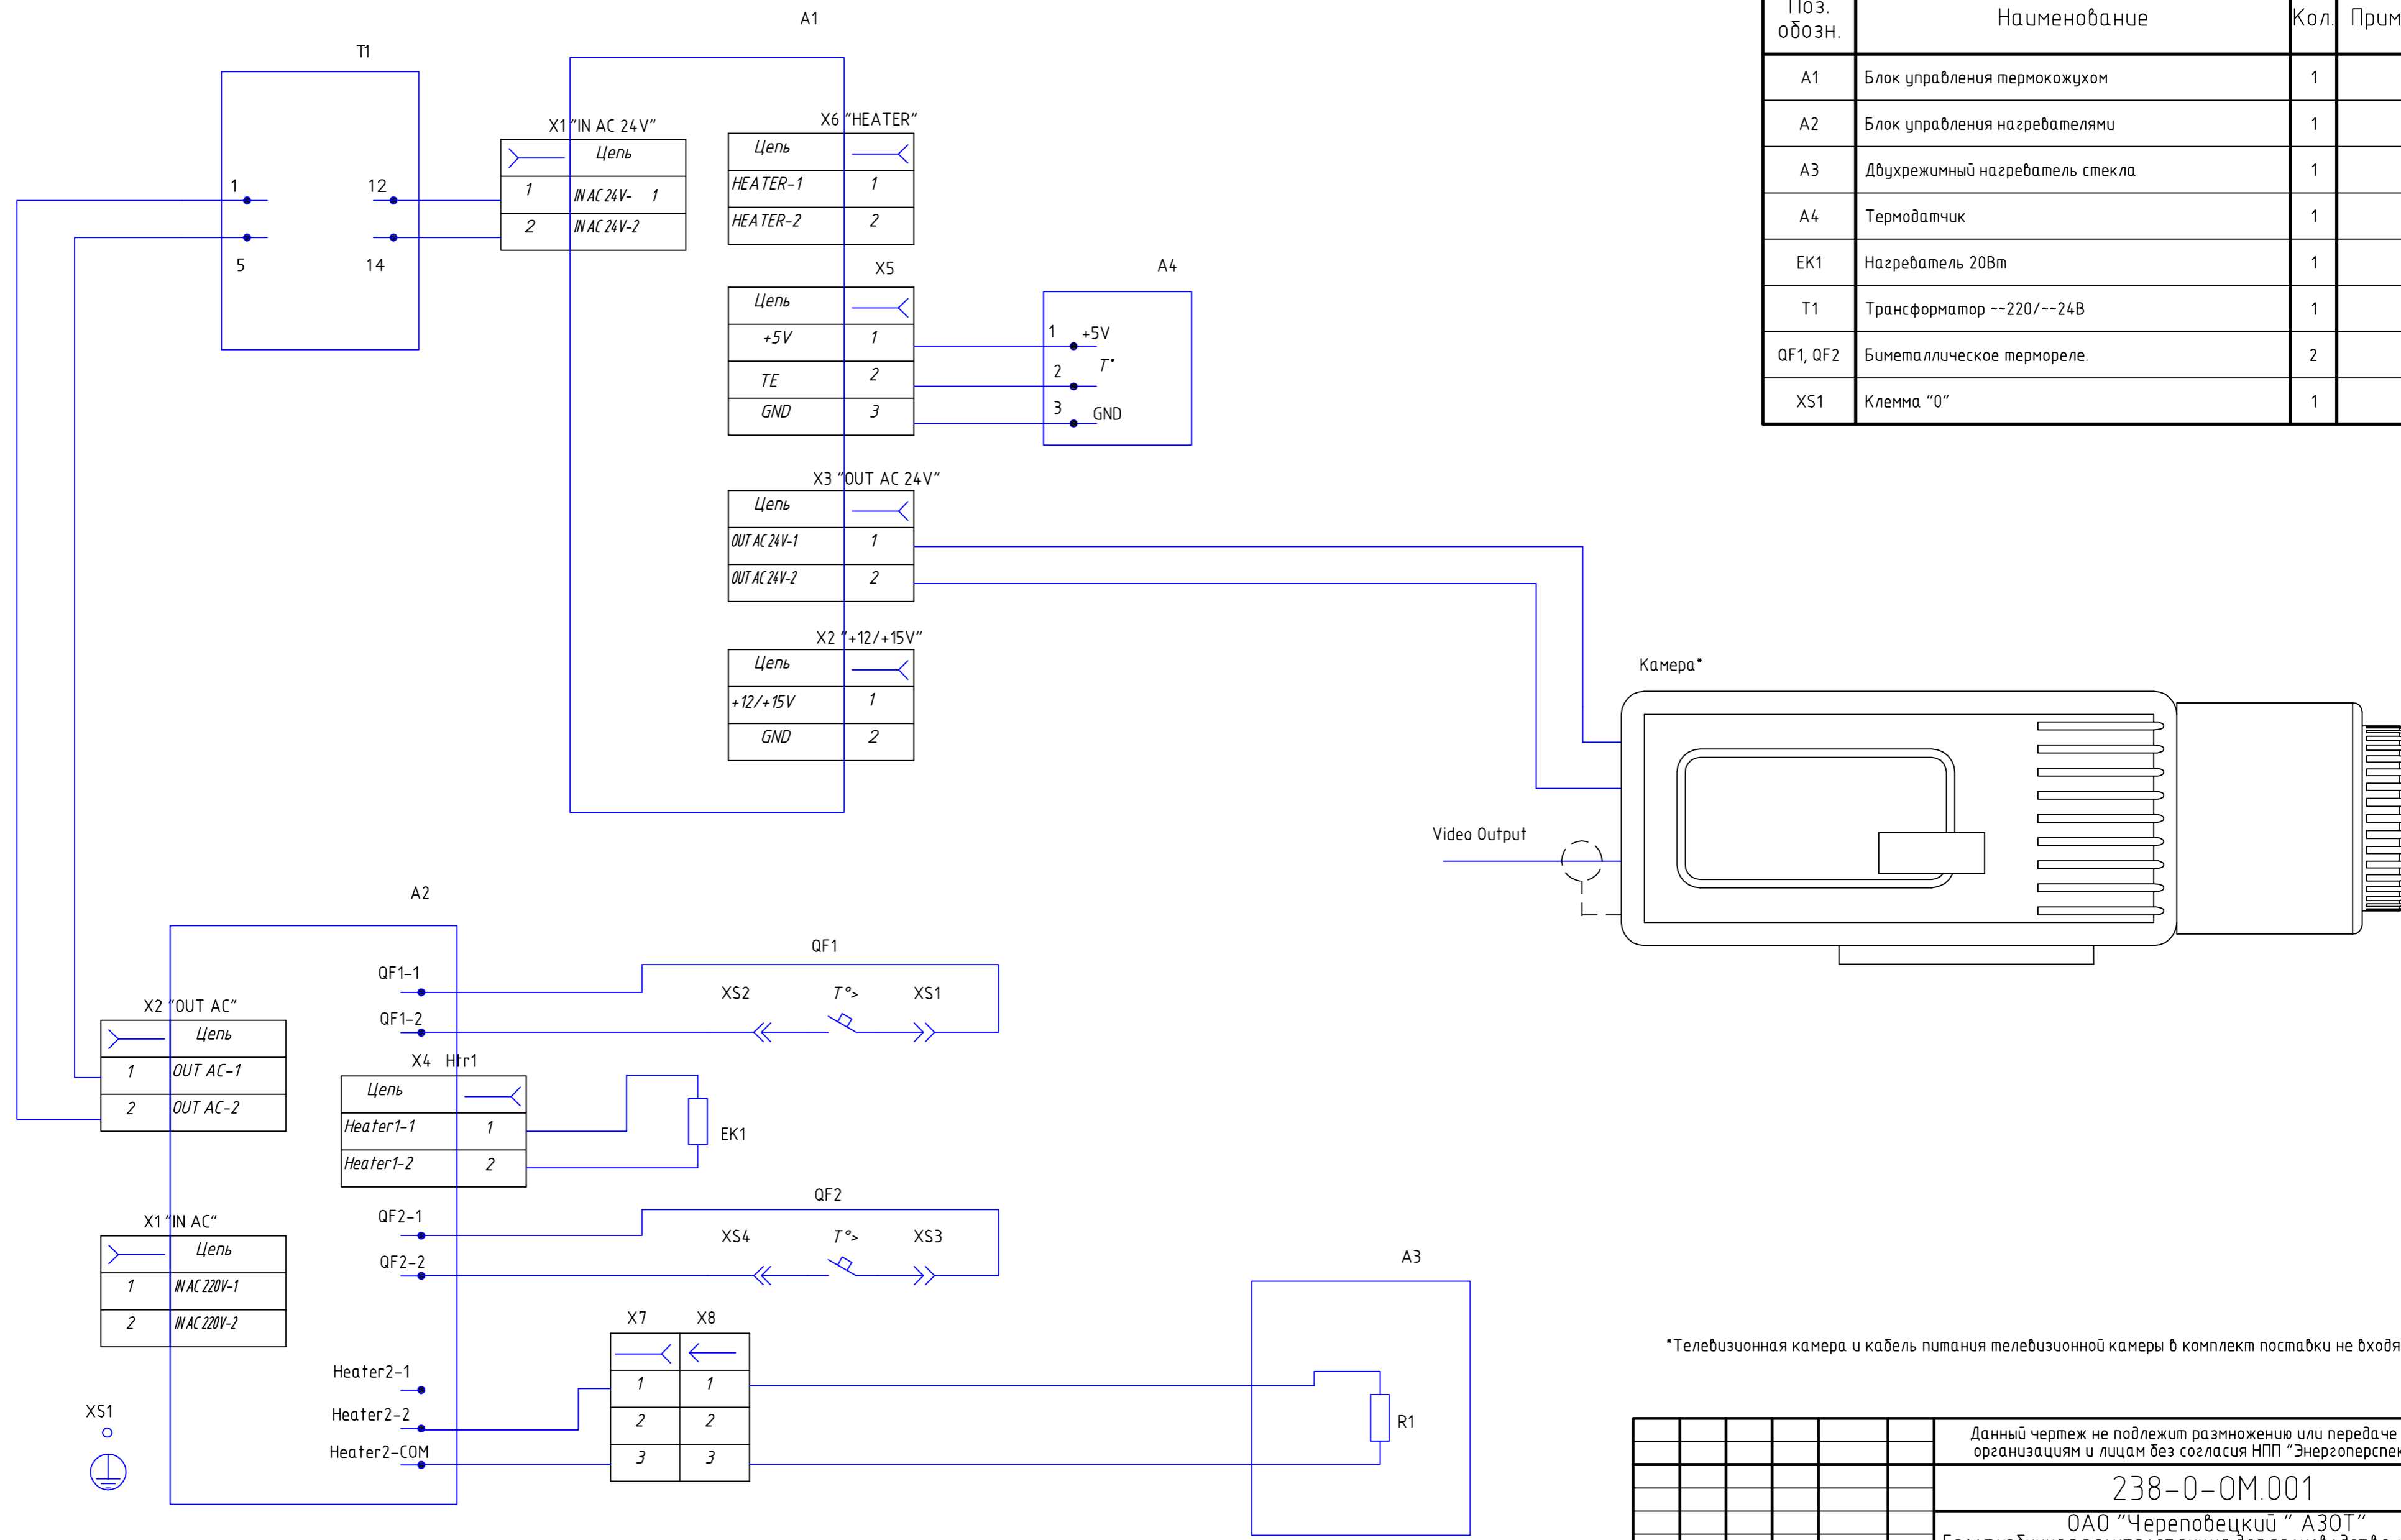 A1
T1
1
12
5
14
X1 "IN AC 24V"
Цепь
1 IN AC 24V- 1
2 IN AC 24V-2
X6 "HEATER"
Цепь
HEATER-1 1
HEATER-2 2
X5
Цепь
+5V 1
TE 2
GND 3
A4
1 +5V
2 T°
3 GND
X3 "OUT AC 24V"
Цепь
OUT AC 24V-1 1
OUT AC 24V-2 2
X2 "+12/+15V"
Цепь
+12/+15V 1
GND 2
Поз. обозн. Наименование Кол.
A1 Блок управления термокожухом 1
A2 Блок управления нагревателями 1
A3 Двухрежимный нагреватель стекла 1
A4 Термодатчик 1
EK1 Нагреватель 20Вт 1
T1 Трансформатор ~~220/~~24В 1
QF1, QF2 Биметаллическое термореле. 2
XS1 Клемма "0" 1
Камера*
Video Output
A2
QF1-1
QF1-2
QF1
XS2 T°> XS1
X2 "OUT AC"
Цепь
1 OUT AC-1
2 OUT AC-2
X4 Htr1
Цепь
Heater1-1 1
Heater1-2 2
EK1
X1 "IN AC"
Цепь
1 IN AC 220V-1
2 IN AC 220V-2
QF2-1
QF2-2
QF2
XS4 T°> XS3
X7 X8
1 1
2 2
3 3
Heater2-1
Heater2-2
Heater2-COM
XS1
A3
R1
*Телевизионная камера и кабель питания телевизионной камеры в комплект поставки не
Данный чертеж не подлежит размножению или передаче
организациям и лицам без согласия НПП
238-0-ОМ.001
ОАО "Череповецкий " АЗОТ"